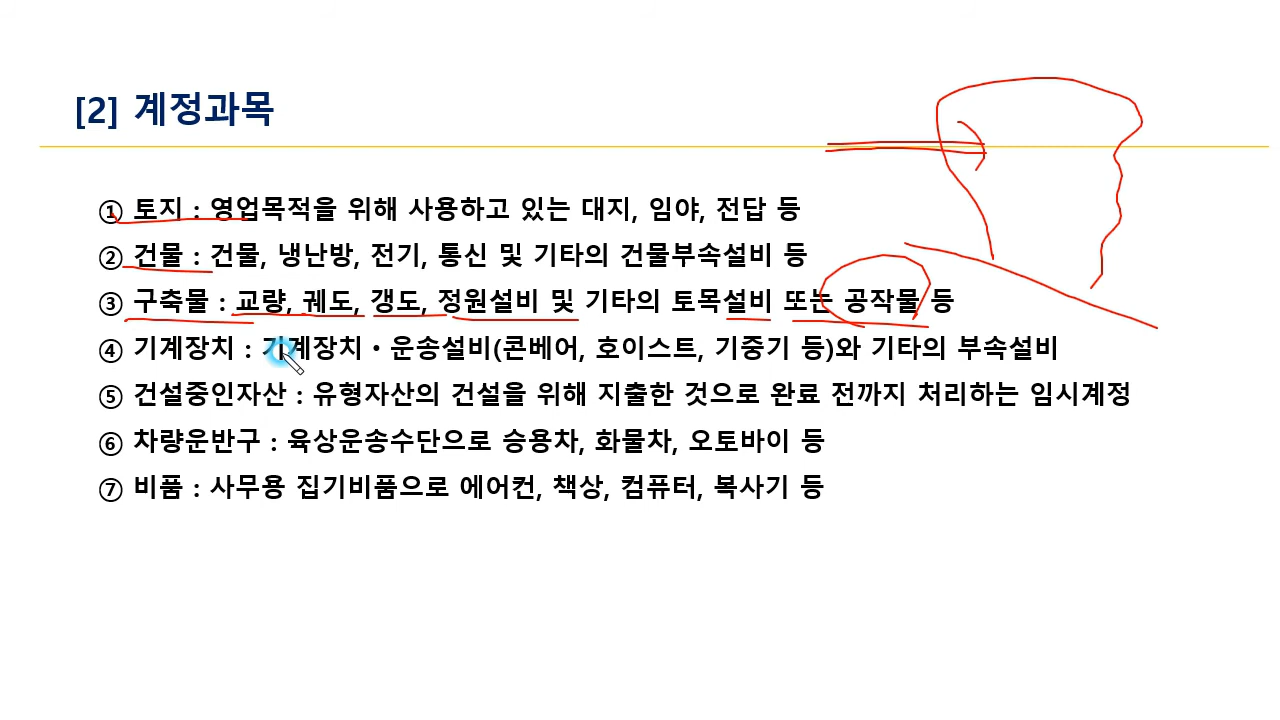 [2] 계정과목
① 토지 : 영업목적을 위해 사용하고 있는 대지, 임야, 전답 등
② 건물 : 건물, 냉난방, 전기, 통신 및 기타의 건물부속설비 등
③ 구축물 : 교량, 궤도, 갱도, 정원설비 및 기타의 토목설비 또는 공작물 등
④ 기계장치 : 기계장치 • 운송설비(콘베어, 호이스트, 기중기 등)와 기타의 부속설비
⑤ 건설중인자산 : 유형자산의 건설을 위해 지출한 것으로 완료 전까지 처리하는 임시계정
⑥ 차량운반구 : 육상운송수단으로 승용차, 화물차, 오토바이 등
⑦ 비품 : 사무용 집기비품으로 에어컨, 책상, 컴퓨터, 복사기 등